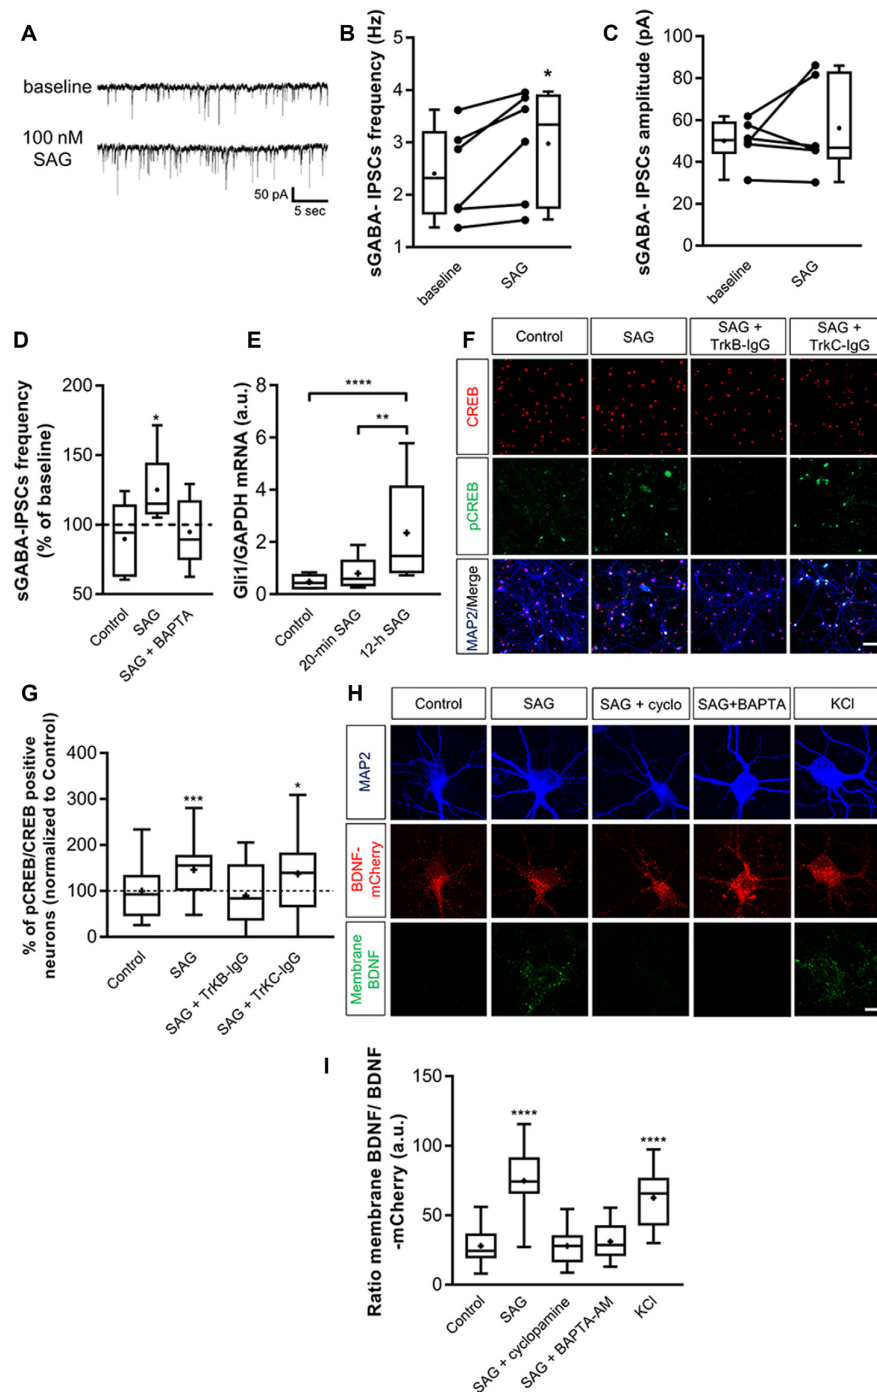 A
baseline
100 nM
SAG
50 pA
5 sec
B
sGABA- IPSCs frequency (Hz)
4
3
2
1
*
baseline
SAG
C
sGABA- IPSCs amplitude (pA)
100
80
60
40
20
0
baseline
SAG
D
sGABA-IPSCs frequency
(% of baseline)
200
150
100
50
*
Control
SAG
SAG + BAPTA
E
Gli1/GAPDH mRNA (a.u.)
8
6
4
2
0
****
**
Control
20-min SAG
12-h SAG
F
Control
SAG
SAG +
TrkB-IgG
SAG +
TrkC-IgG
CREB
pCREB
MAP2/Merge
G
% of pCREB/CREB positive
neurons (normalized to Control)
400
300
200
100
0
***
*
Control
SAG
SAG + TrKB-IgG
SAG + TrKC-IgG
H
Control
SAG
SAG + cyclo
SAG+BAPTA
KCl
MAP2
BDNF-
mCherry
Membrane
BDNF
I
Ratio membrane BDNF/ BDNF
-mCherry (a.u.)
150
100
50
0
****
****
Control
SAG
SAG + cyclopamine
SAG + BAPTA-AM
KCl